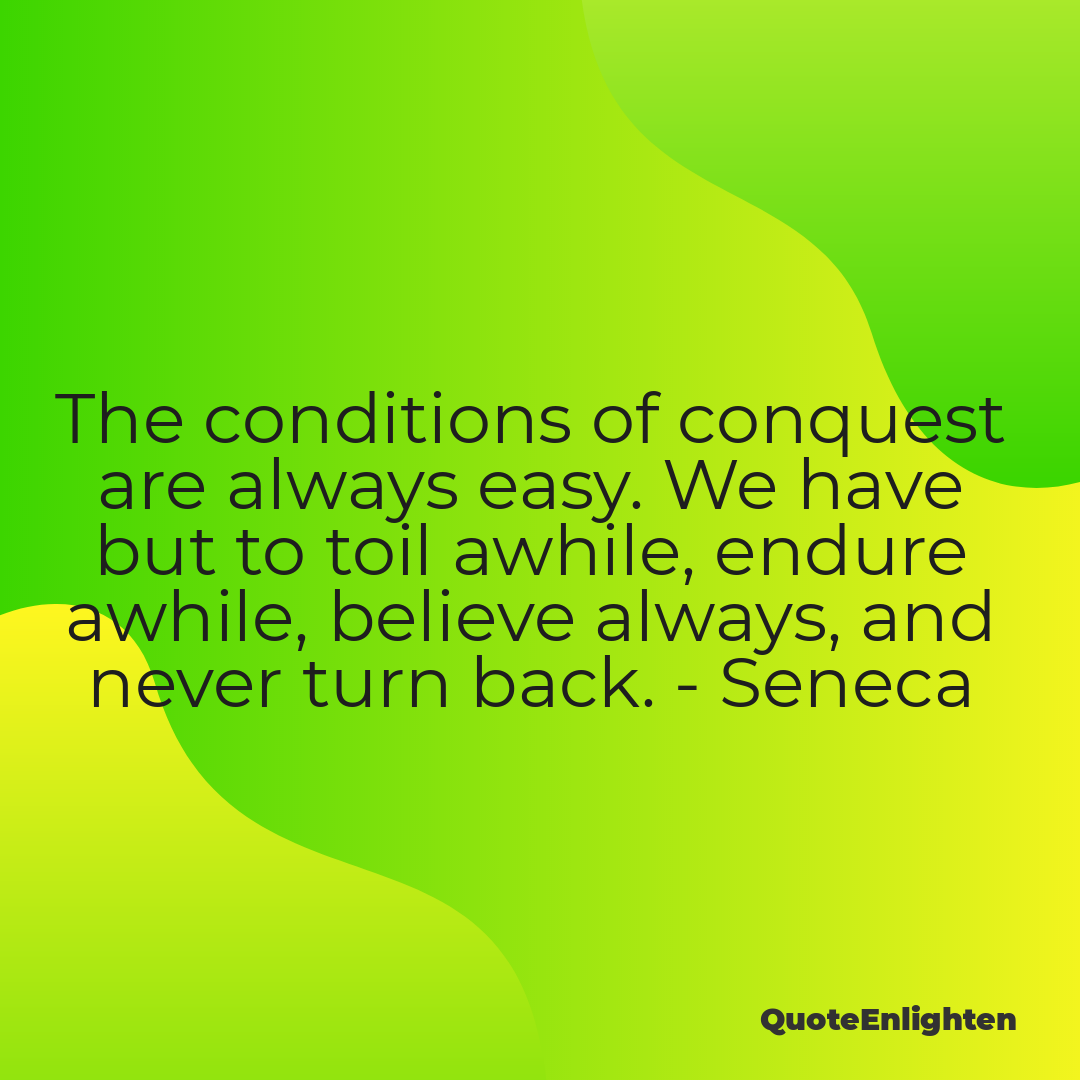 The conditions of conquest
are always easy. We have
but to toil awhile, endure
awhile, believe always, and
never turn back. - Seneca
QuoteEnlighten